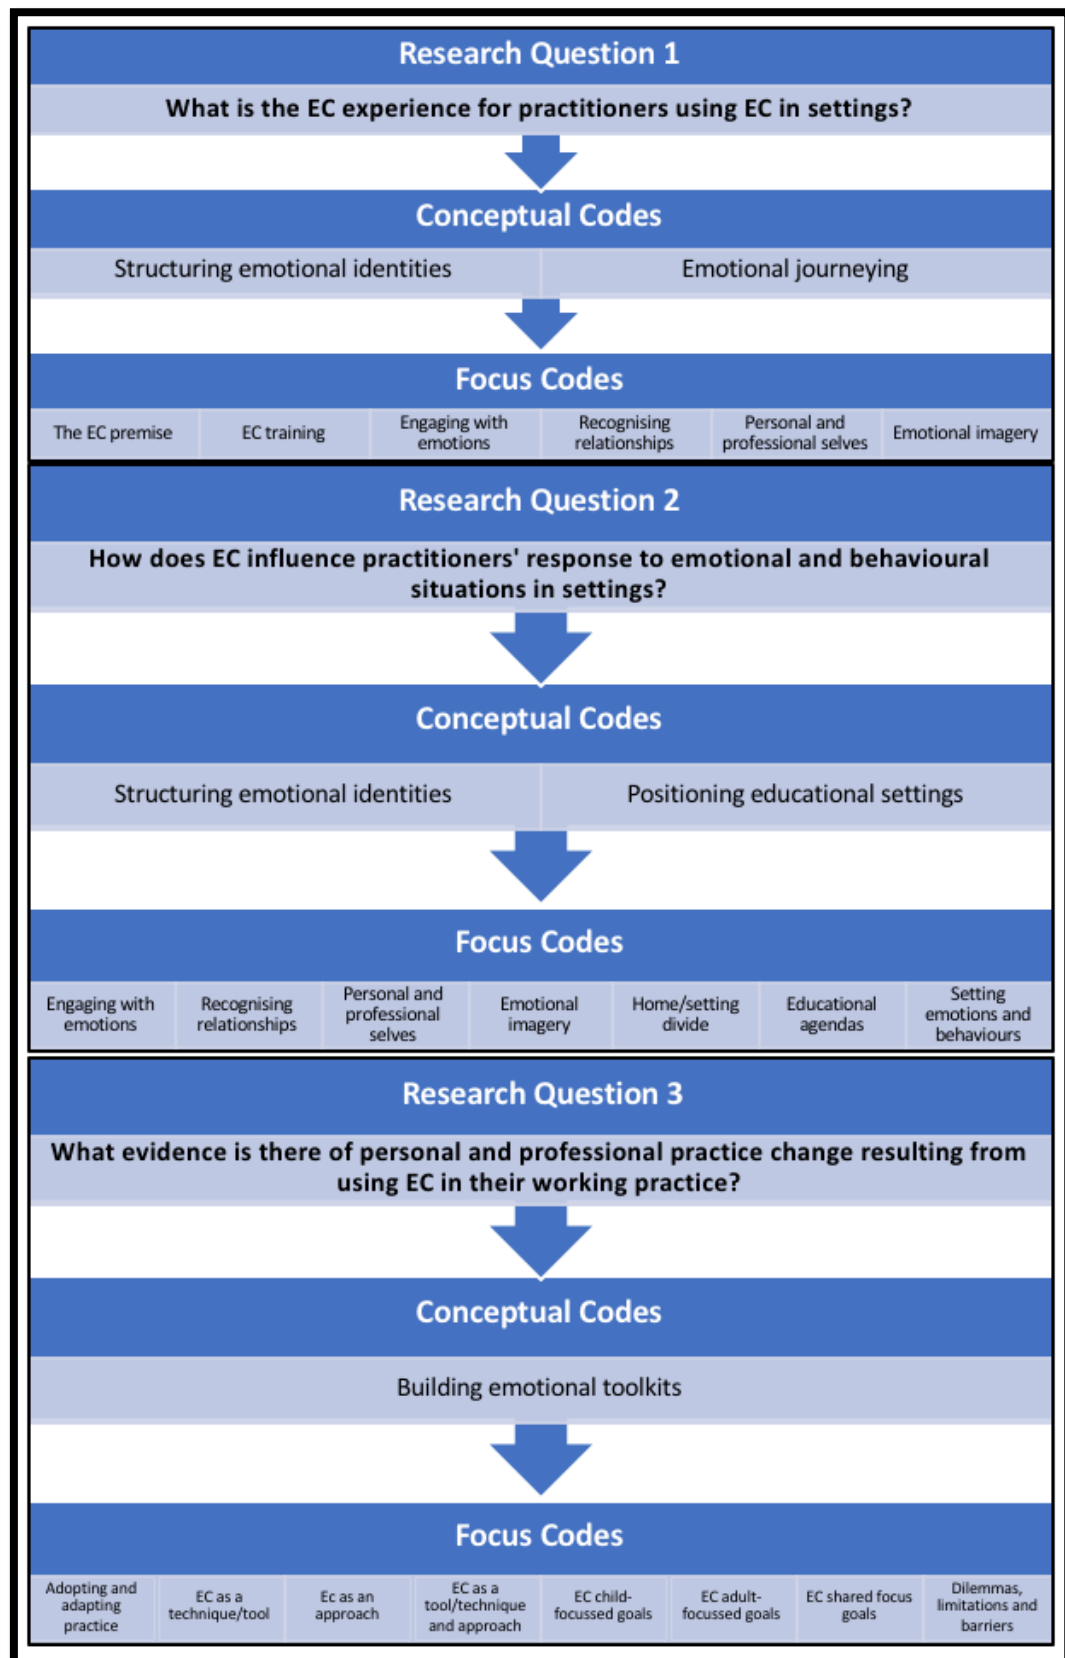 Research Question 1
What is the EC experience for practitioners using EC in settings?
Conceptual Codes
Structuring emotional identities
Emotional journeying
Focus Codes
The EC premise
EC training
Engaging with
emotions
Recognising
relationships
Personal and
professional selves
Emotional imagery
Research Question 2
How does EC influence practitioners' response to emotional and behavioural
situations in settings?
Conceptual Codes
Structuring emotional identities
Positioning educational settings
Focus Codes
Engaging with
emotions
Recognising
relationships
Personal and
professional
selves
Emotional
imagery
Home/setting
divide
Educational
agendas
Setting
emotions and
behaviours
Research Question 3
What evidence is there of personal and professional practice change resulting from
using EC in their working practice?
Conceptual Codes
Building emotional toolkits
Focus Codes
Adopting and
adapting
practice
EC as a
technique/tool
Ec as an
approach
EC as a
tool/technique
and approach
EC child-
focussed goals
EC adult-
focussed goals
EC shared focus
goals
Dilemmas,
limitations and
barriers